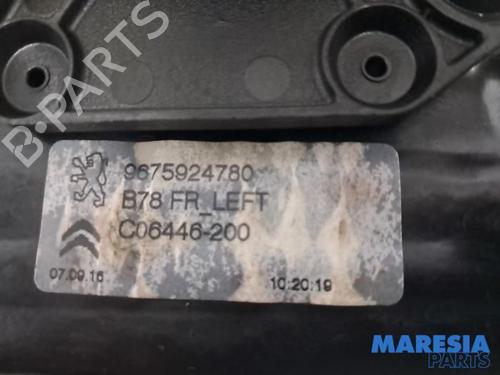 B-PARTS
9675924780
B78 FR_LEFT
C06446-200
07.09.16
10:20:19
MARESIA
PARTS